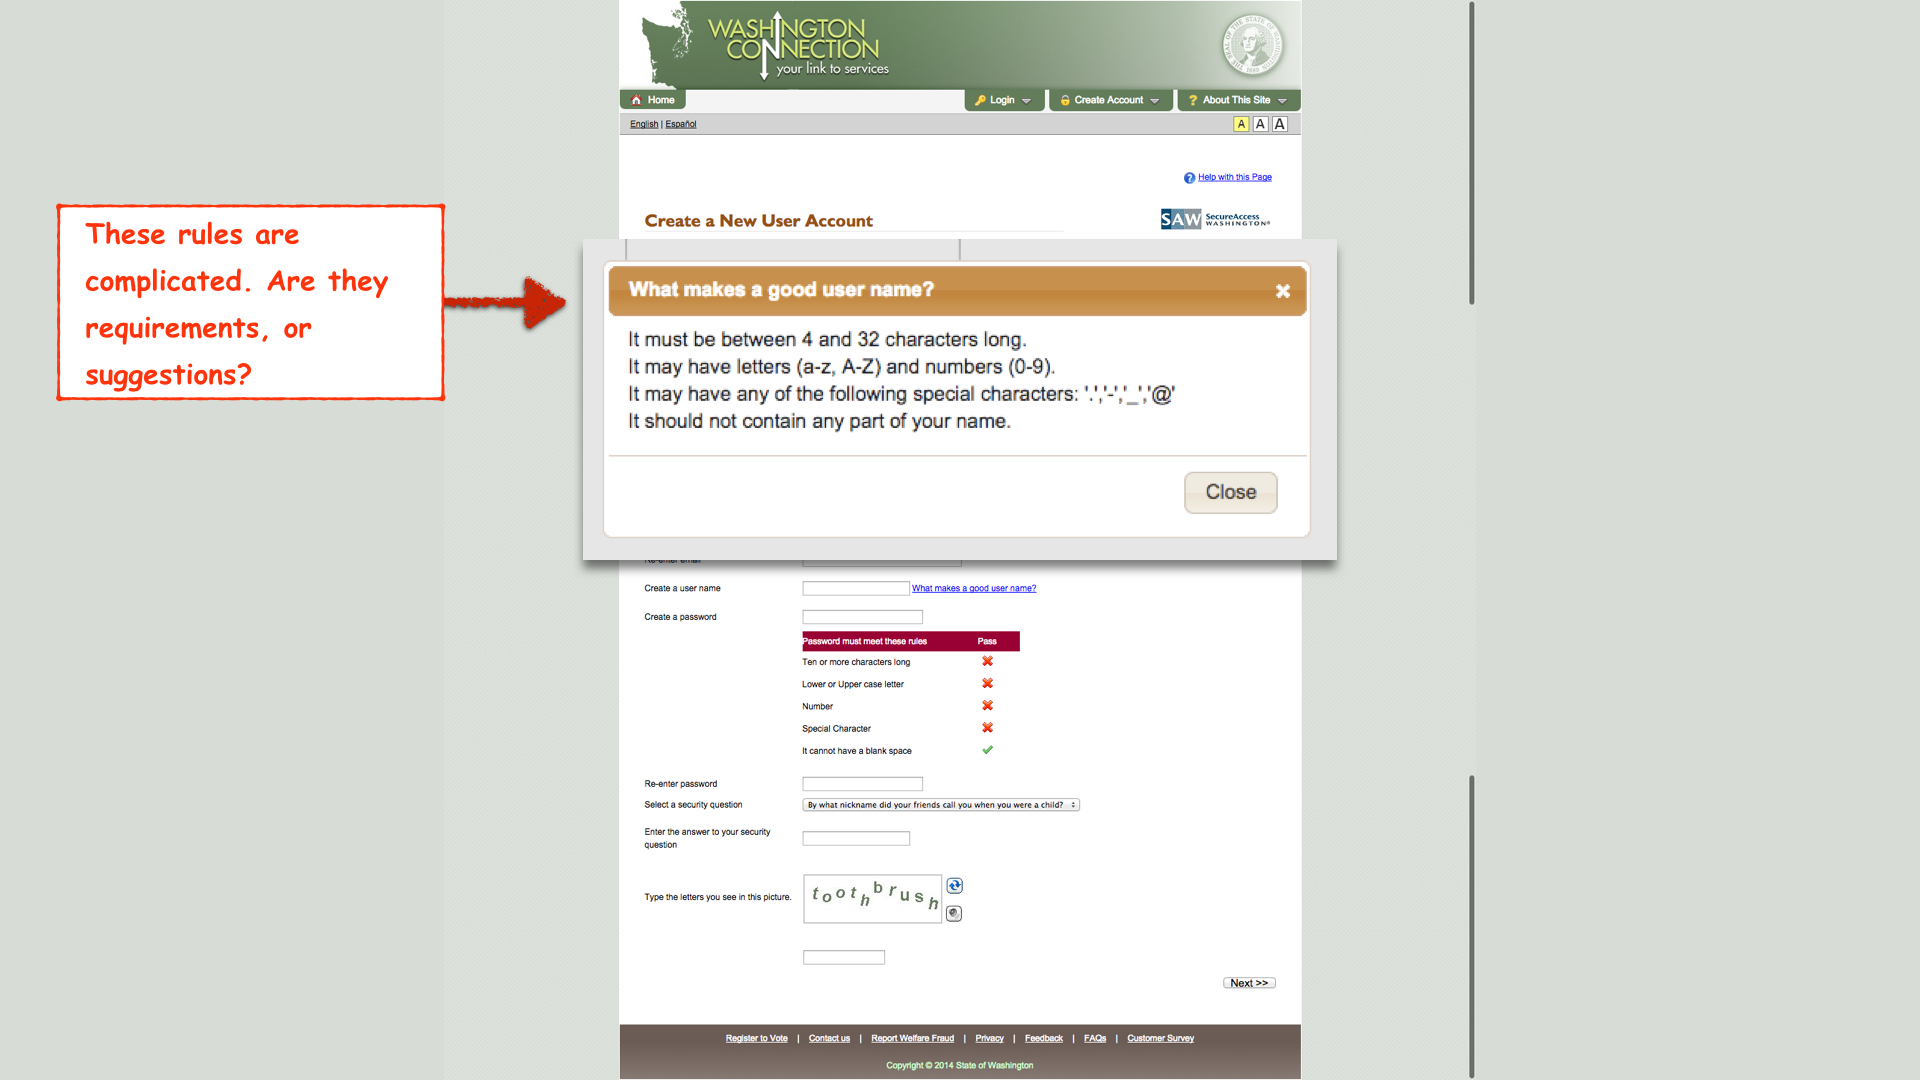 WASHINGTON
CONNECTION
your link to services
Home
Login
Create Account
? About This Site
English | Español
A A A
? Help with this Page
Create a New User Account
SAW SecureAccess
WASHINGTON®
These rules are
complicated. Are they
requirements, or
suggestions?
What makes a good user name?
It must be between 4 and 32 characters long.
It may have letters (a-z, A-Z) and numbers (0-9).
It may have any of the following special characters: '.','-','_','@'
It should not contain any part of your name.
Close
Re-enter email
Create a user name
What makes a good user name?
Create a password
Password must meet these rules Pass
Ten or more characters long
Lower or Upper case letter
Number
Special Character
It cannot have a blank space
Re-enter password
Select a security question
By what nickname did your friends call you when you were a child?
Enter the answer to your security
question
Type the letters you see in this picture.
toothbrush
Next >>
Register to Vote | Contact us | Report Welfare Fraud | Privacy | Feedback | FAQs | Customer Survey
Copyright © 2014 State of Washington